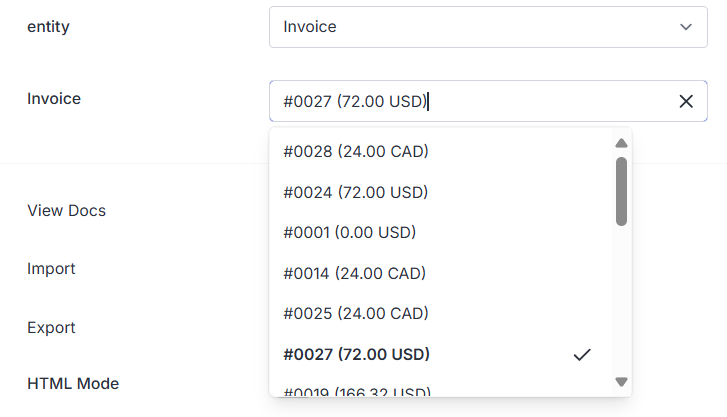 entity
Invoice
Invoice
#0027 (72.00 USD)
#0028 (24.00 CAD)
#0024 (72.00 USD)
View Docs
#0001 (0.00 USD)
Import
#0014 (24.00 CAD)
#0025 (24.00 CAD)
Export
#0027 (72.00 USD)
HTML Mode
#0019 (166.32 USD)